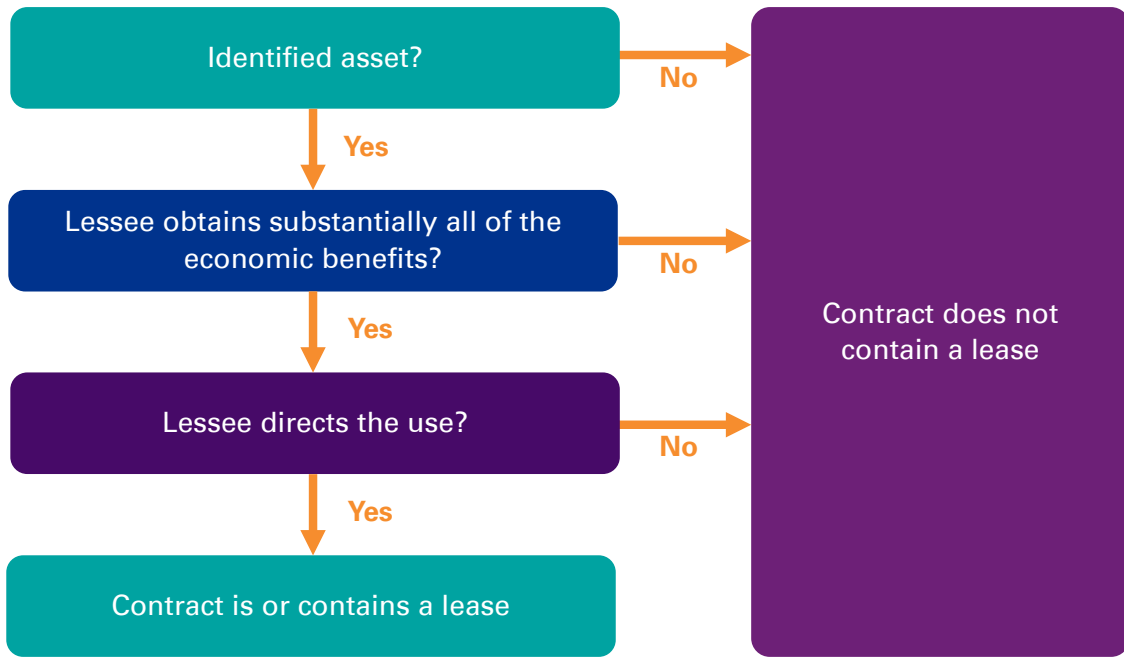 Identified asset?
No
Yes
Lessee obtains substantially all of the
economic benefits?
No
Yes
Contract does not
contain a lease
Lessee directs the use?
No
Yes
Contract is or contains a lease